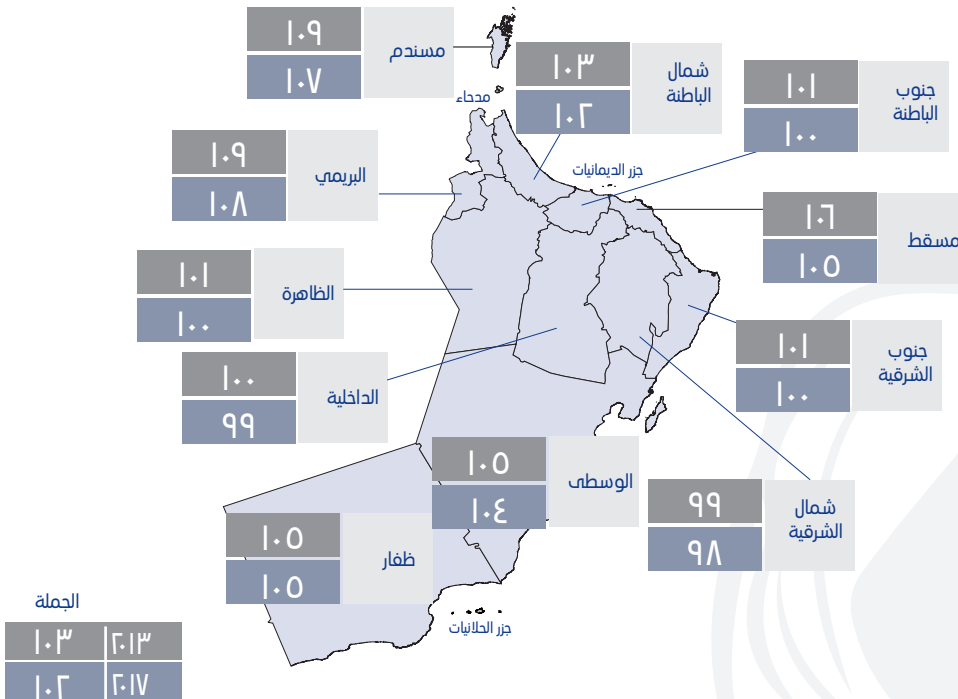 مسندم
١٠٩
١٠٧
شمال
الباطنة
١٠٣
١٠٢
جنوب
الباطنة
١٠١
١٠٠
مدحاء
البريمي
١٠٩
١٠٨
جزر الديمانيات
مسقط
١٠٦
١٠٥
الظاهرة
١٠١
١٠٠
جنوب
الشرقية
١٠١
١٠٠
الداخلية
١٠٠
٩٩
الوسطى
١٠٥
١٠٤
شمال
الشرقية
٩٩
٩٨
ظفار
١٠٥
١٠٥
جزر الحلانيات
الجملة
٢٠١٣ ١٠٣
٢٠١٧ ١٠٢